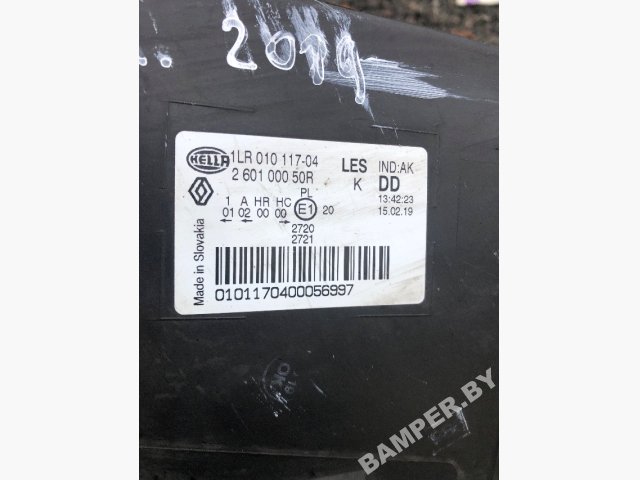 2019
HELLA 1LR 010 117-04 LES IND:AK
2 601 000 50R K DD
PL 13:42:23
1 A HR HC E1 20 15.02.19
01 02 00 00
2720
2721
Made in Slovakia
0101170400056997
OK
BAMPER.BY